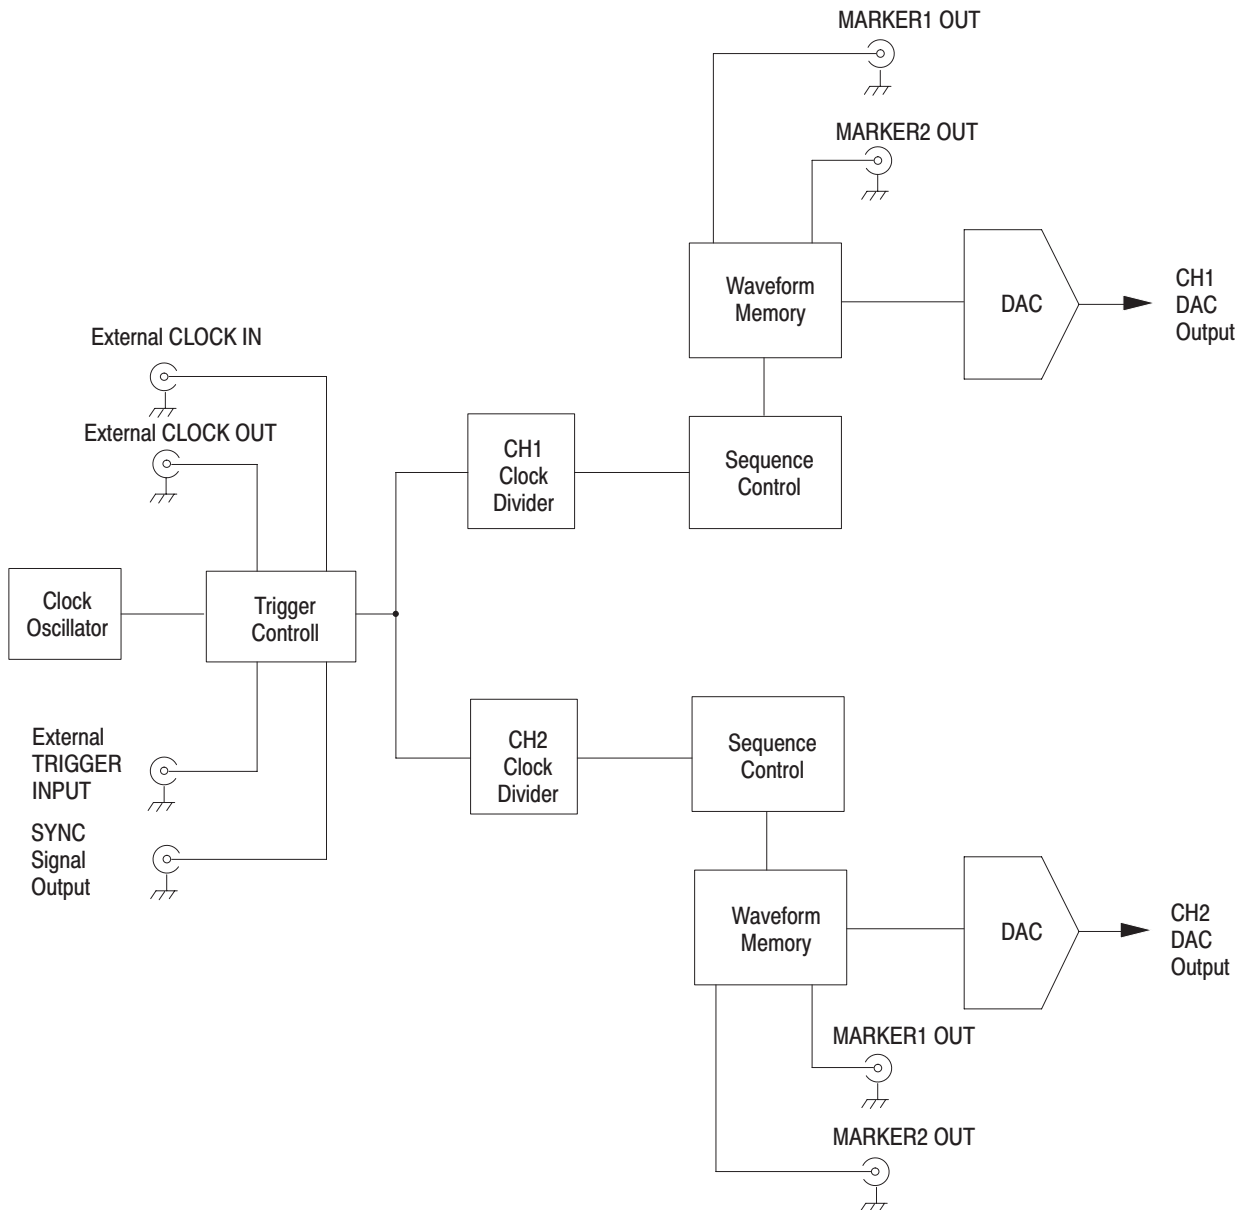 MARKER1 OUT
MARKER2 OUT
Waveform
Memory
DAC
CH1
DAC
Output
External CLOCK IN
External CLOCK OUT
CH1
Clock
Divider
Sequence
Control
Clock
Oscillator
Trigger
Controll
External
TRIGGER
INPUT
SYNC
Signal
Output
CH2
Clock
Divider
Sequence
Control
Waveform
Memory
DAC
CH2
DAC
Output
MARKER1 OUT
MARKER2 OUT